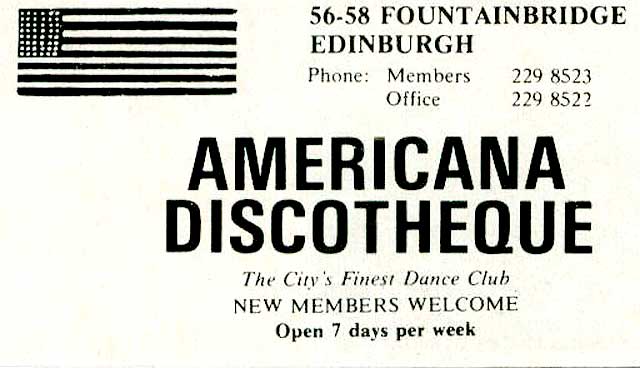 56-58 FOUNTAINBRIDGE
EDINBURGH
Phone: Members 229 8523
Office 229 8522
AMERICANA
DISCOTHEQUE
The City's Finest Dance Club
NEW MEMBERS WELCOME
Open 7 days per week